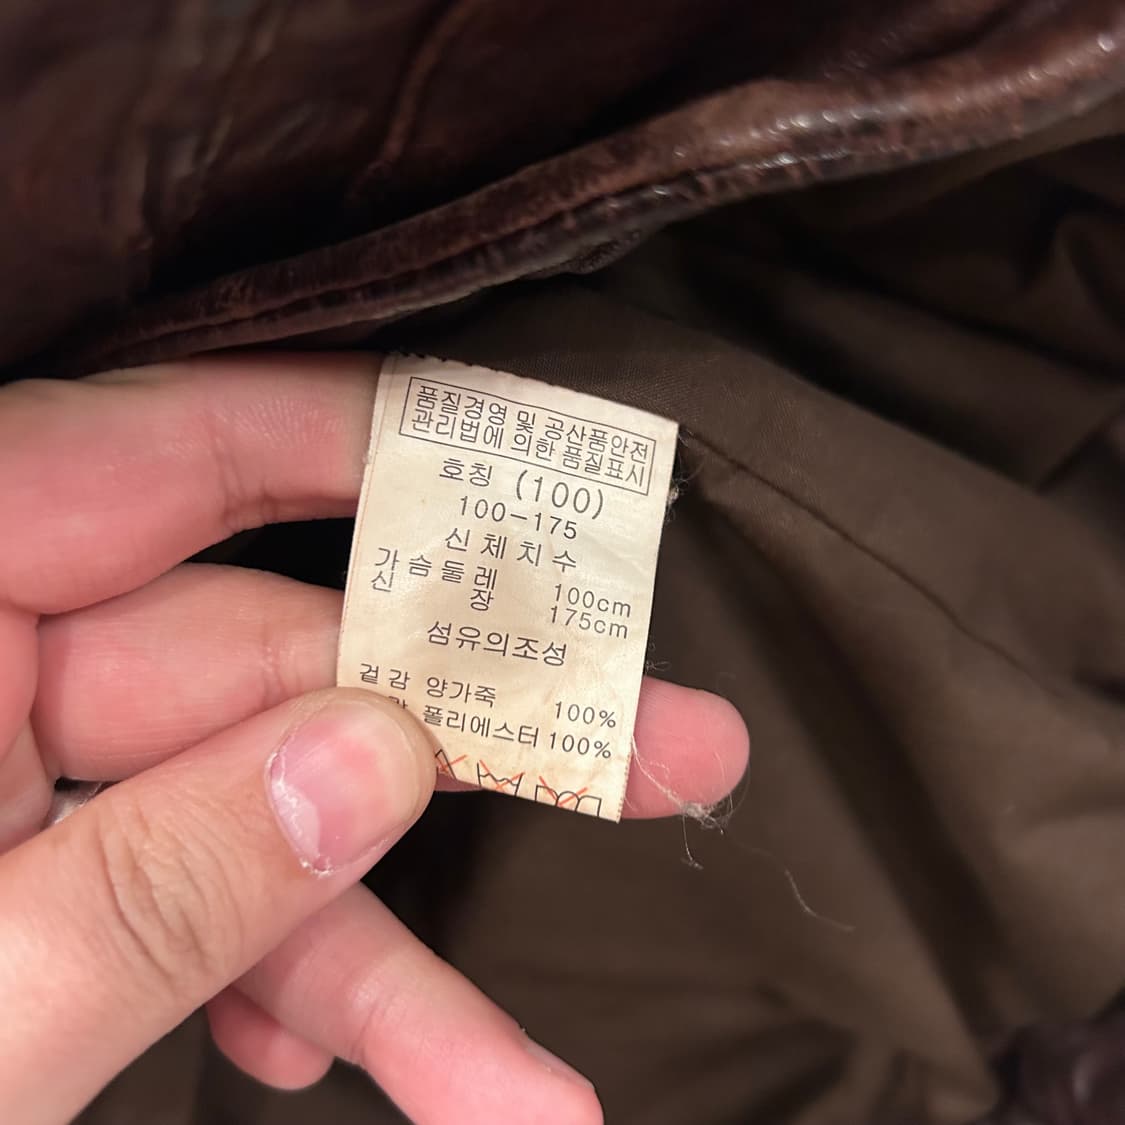 품질경영 및 공산품안전
관리법에 의한 품질표시
호칭 (100)
100-175
신체치수
가슴둘레 100cm
신장 175cm
섬유의조성
겉감 양가죽 100%
폴리에스터 100%